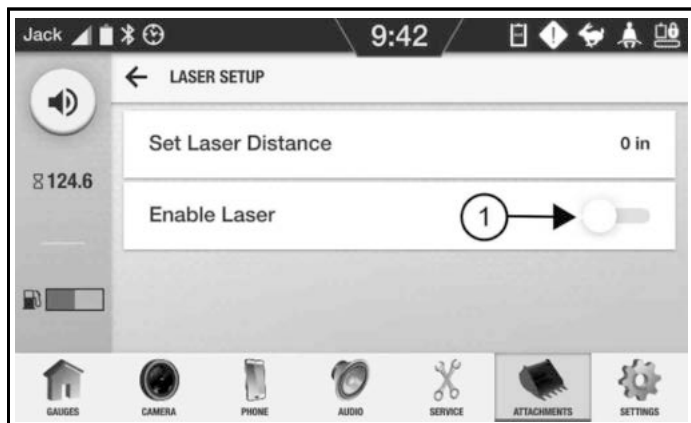 Jack 9:42
LASER SETUP
Set Laser Distance 0 in
124.6
Enable Laser 1
GAUGES CAMERA PHONE AUDIO SERVICE ATTACHMENTS SETTINGS